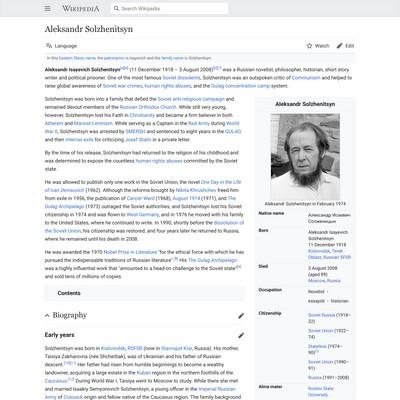 WIKIPEDIA
Search Wikipedia
Aleksandr Solzhenitsyn
Language
Watch
Edit
In this Eastern Slavic name, the patronymic is Isayevich and the family name is Solzhenitsyn.
Aleksandr Isayevich Solzhenitsyn (11 December 1918 – 3 August 2008) was a Russian novelist, philosopher, historian, short story
writer and political prisoner. One of the most famous Soviet dissidents, Solzhenitsyn was an outspoken critic of Communism and helped to
raise global awareness of Soviet war crimes, human rights abuses, and the Gulag concentration camp system.
Solzhenitsyn was born into a family that defied the Soviet anti-religious campaign and
remained devout members of the Russian Orthodox Church. While still very young,
however, Solzhenitsyn lost his Faith in Christianity and became a firm believer in both
Atheism and Marxist-Leninism. While serving as a Captain in the Red Army during World
War II, Solzhenitsyn was arrested by SMERSH and sentenced to eight years in the GULAG
and then internal exile for criticizing Josef Stalin in a private letter.
By the time of his release, Solzhenitsyn had returned to the religion of his childhood and
was determined to expose the countless human rights abuses committed by the Soviet
state.
He was allowed to publish only one work in the Soviet Union, the novel One Day in the Life
of Ivan Denisovich (1962). Although the reforms brought by Nikita Khrushchev freed him
from exile in 1956, the publication of Cancer Ward (1968), August 1914 (1971), and The
Gulag Archipelago (1973) outraged the Soviet authorities, and Solzhenitsyn lost his Soviet
citizenship in 1974 and was flown to West Germany, and in 1976 he moved with his family
to the United States, where he continued to write. In 1990, shortly before the dissolution of
the Soviet Union, his citizenship was restored, and four years later he returned to Russia,
where he remained until his death in 2008.
He was awarded the 1970 Nobel Prize in Literature "for the ethical force with which he has
pursued the indispensable traditions of Russian literature".[8] His The Gulag Archipelago
was a highly influential work that "amounted to a head-on challenge to the Soviet state"
and sold tens of millions of copies.
Contents
Biography
Early years
Solzhenitsyn was born in Kislovodsk, RSFSR (now in Stavropol Krai, Russia). His mother,
Taisiya Zakharovna (née Shcherbak), was of Ukrainian and his father of Russian
descent. Her father had risen from humble beginnings to become a wealthy
landowner, acquiring a large estate in the Kuban region in the northern foothills of the
Caucasus. During World War I, Taisiya went to Moscow to study. While there she met
and married Isaakiy Semyonovich Solzhenitsyn, a young officer in the Imperial Russian
Army of Cossack origin and fellow native of the Caucasus region. The family background
Aleksandr Solzhenitsyn
Aleksandr Solzhenitsyn in February 1974
Native name
Александр Исаевич
Солженицын
Born
Aleksandr Isayevich
Solzhenitsyn
11 December 1918
Kislovodsk, Terek
Oblast, Russian SFSR
Died
3 August 2008
(aged 89)
Moscow, Russia
Occupation
Novelist ·
essayist · historian
Citizenship
Soviet Russia (1918–
22)
Soviet Union (1922–
74)
Stateless (1974–
90)
Soviet Union (1990–
91)
Russia (1991–2008)
Alma mater
Rostov State
University